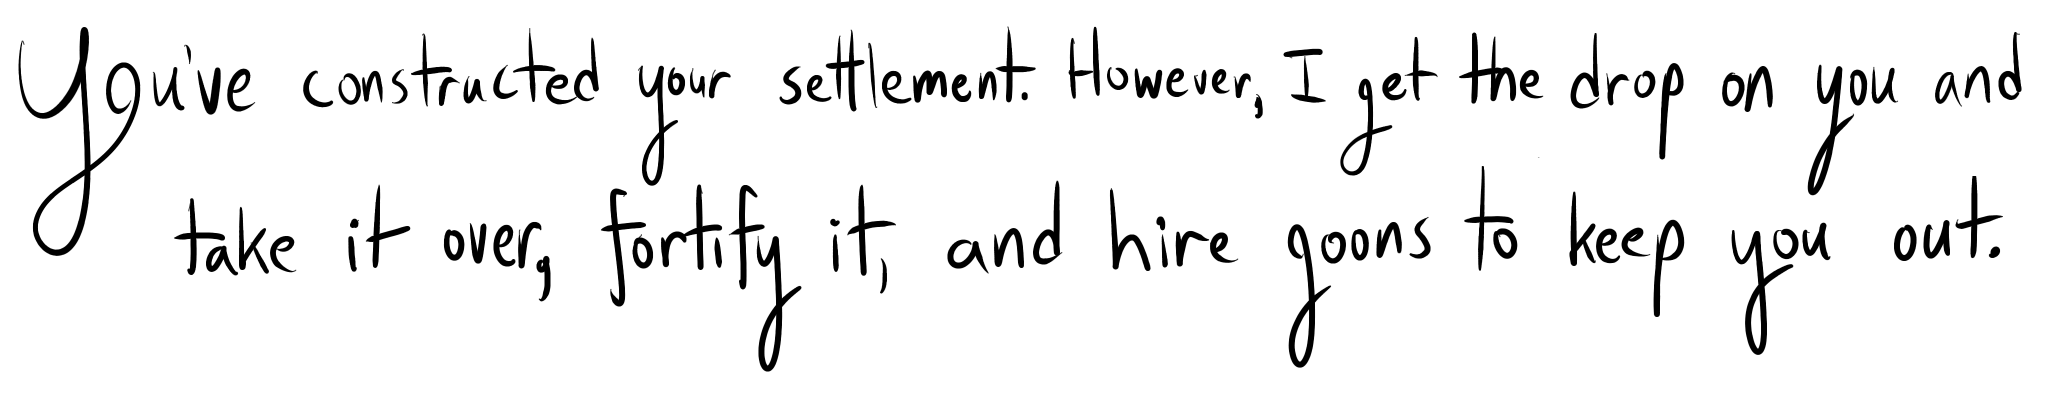 You've constructed your settlement. However, I get the drop on you and
take it over, fortify it, and hire goons to keep you out.